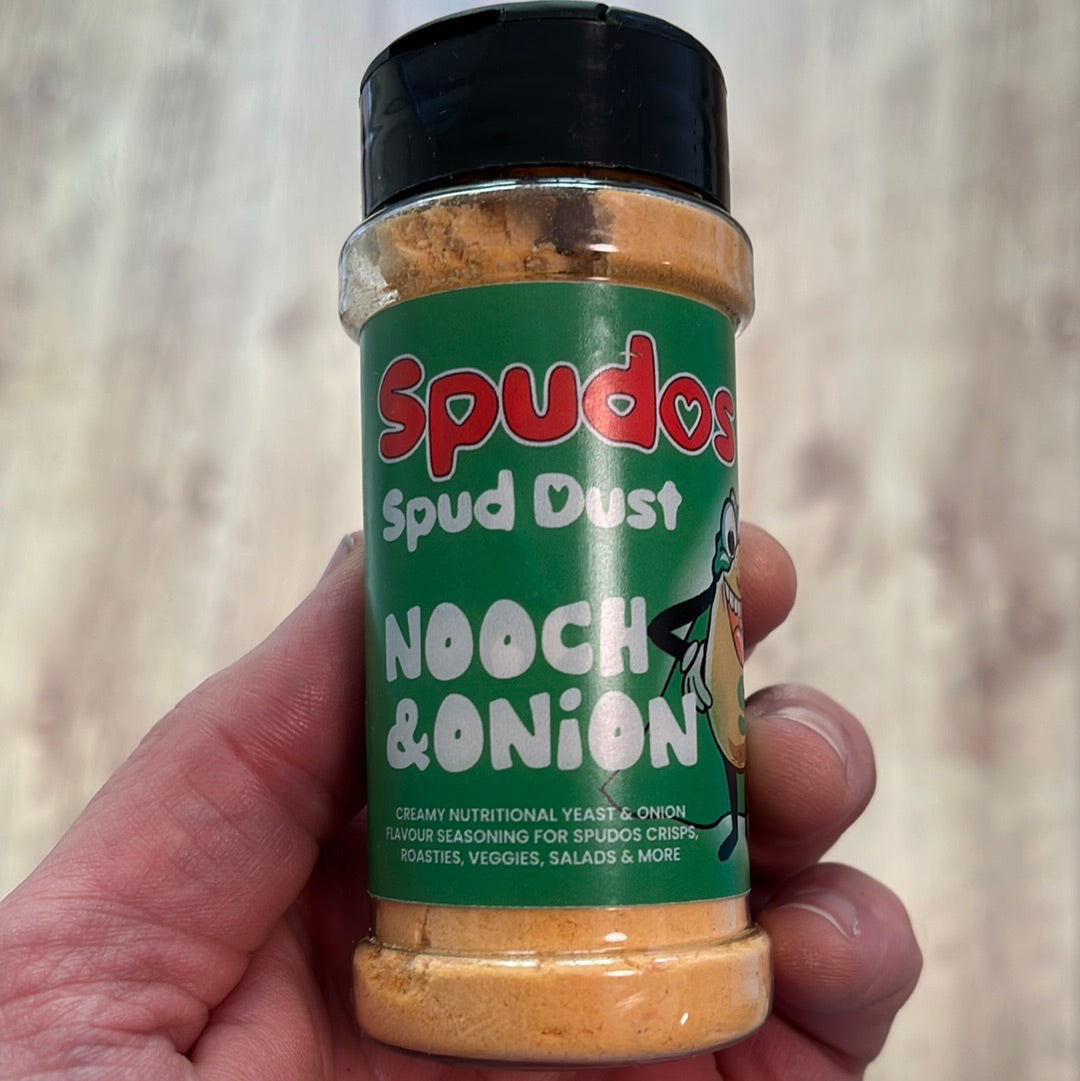 Spudos
Spud Dust
NOOCH
&ONiON
CREAMY NUTRITIONAL YEAST & ONION
FLAVOUR SEASONING FOR SPUDOS CRISPS,
ROASTIES, VEGGIES, SALADS & MORE